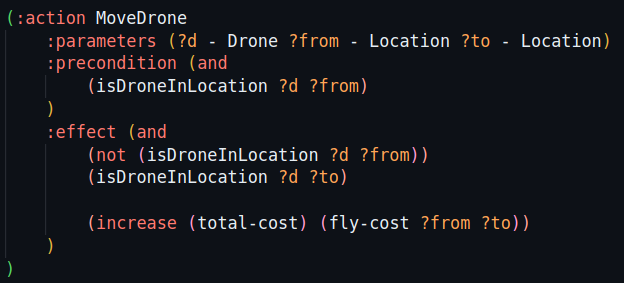 (:action MoveDrone
    :parameters (?d - Drone ?from - Location ?to - Location)
    :precondition (and
        (isDroneInLocation ?d ?from)
    )
    :effect (and
        (not (isDroneInLocation ?d ?from))
        (isDroneInLocation ?d ?to)

        (increase (total-cost) (fly-cost ?from ?to))
    )
)